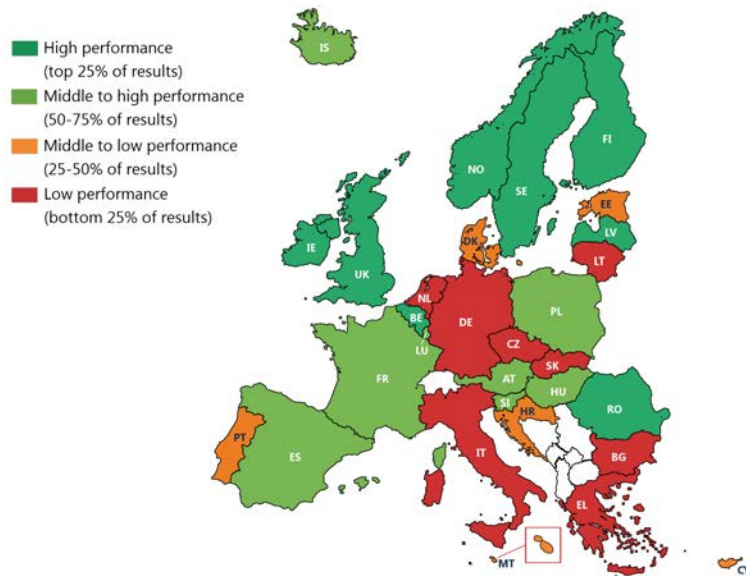 IS
High performance
(top 25% of results)
Middle to high performance
(50-75% of results)
Middle to low performance
(25-50% of results)
Low performance
(bottom 25% of results)
FI
NO
SE
EE
LV
DK
LT
IE
UK
NL
BE
DE
PL
LU
CZ
SK
FR
AT
HU
SI
HR
RO
PT
ES
IT
BG
EL
MT